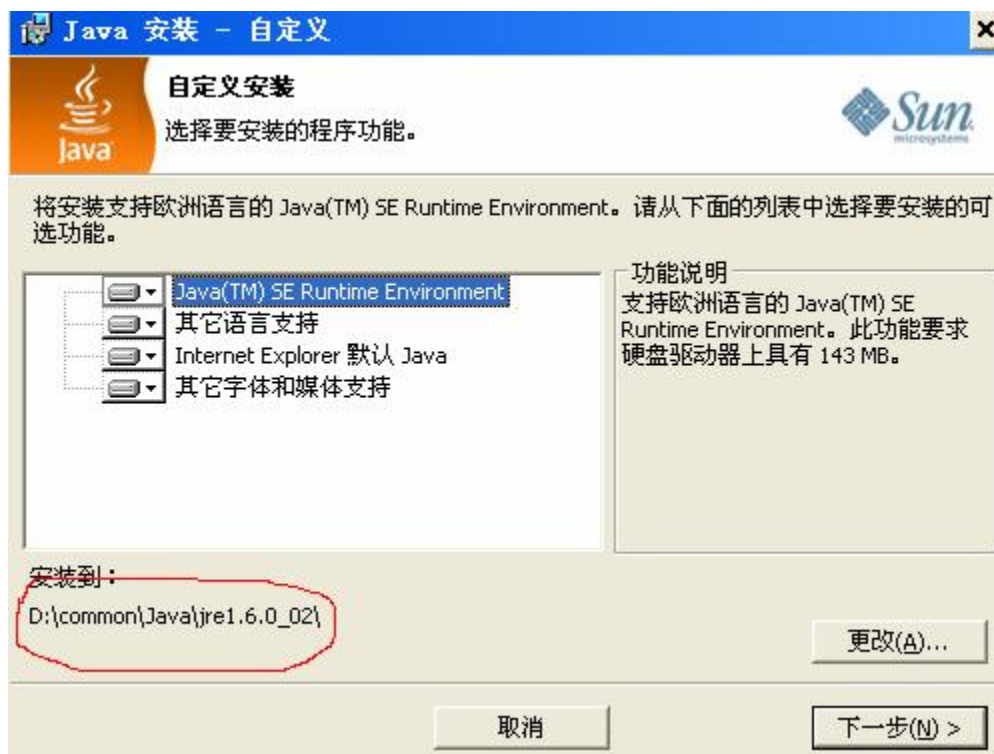 Java 安装 - 自定义
Java
自定义安装
选择要安装的程序功能。
Sun
microsystems
将安装支持欧洲语言的 Java(TM) SE Runtime Environment。请从下面的列表中选择要安装的可
选功能。
Java(TM) SE Runtime Environment
其它语言支持
Internet Explorer 默认 Java
其它字体和媒体支持
功能说明
支持欧洲语言的 Java(TM) SE
Runtime Environment。此功能要求
硬盘驱动器上具有 143 MB。
安装到：
D:\common\Java\jre1.6.0_02\
更改(A)...
取消
下一步(N) >